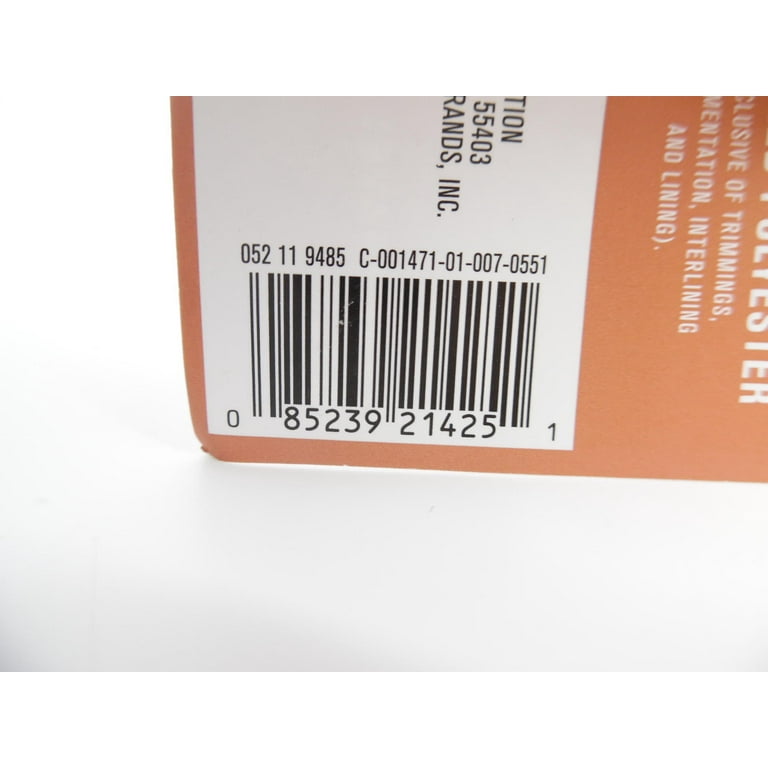 TION
55403
RANDS, INC.
052 11 9485 C-001471-01-007-0551
0 85239 21425 1
POLYESTER
CLUSIVE OF TRIMMINGS,
MENTATION, INTERLINING
AND LINING).